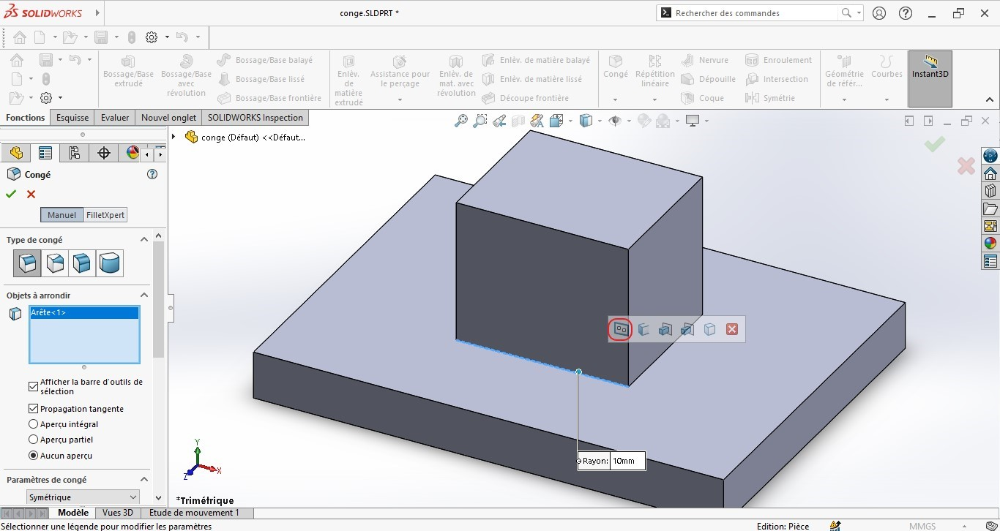 SOLIDWORKS
conge.SLDPRT *
Rechercher des commandes
Bossage/Base
extrudé
Bossage/Base
avec
révolution
Bossage/Base balayé
Bossage/Base lissé
Bossage/Base frontière
Enlèv.
de
matière
extrudé
Assistance pour
le perçage
Enlèv. de
mat. avec
révolution
Enlèv. de matière balayé
Enlèv. de matière lissé
Découpe frontière
Congé
Répétition
linéaire
Nervure
Dépouille
Coque
Enroulement
Intersection
Symétrie
Géométrie
de référ...
Courbes
Instant3D
Fonctions
Esquisse
Evaluer
Nouvel onglet
SOLIDWORKS Inspection
conge (Défaut) <<Défaut...
Congé
Manuel
FilletXpert
Type de congé
Objets à arrondir
Arête<1>
Afficher la barre d'outils de
sélection
Propagation tangente
Aperçu intégral
Aperçu partiel
Aucun aperçu
Paramètres de congé
Symétrique
Rayon: 10mm
Y
X
Z
*Trimétrique
Modèle
Vues 3D
Etude de mouvement 1
Sélectionner une légende pour modifier les paramètres
Edition: Pièce
MMGS